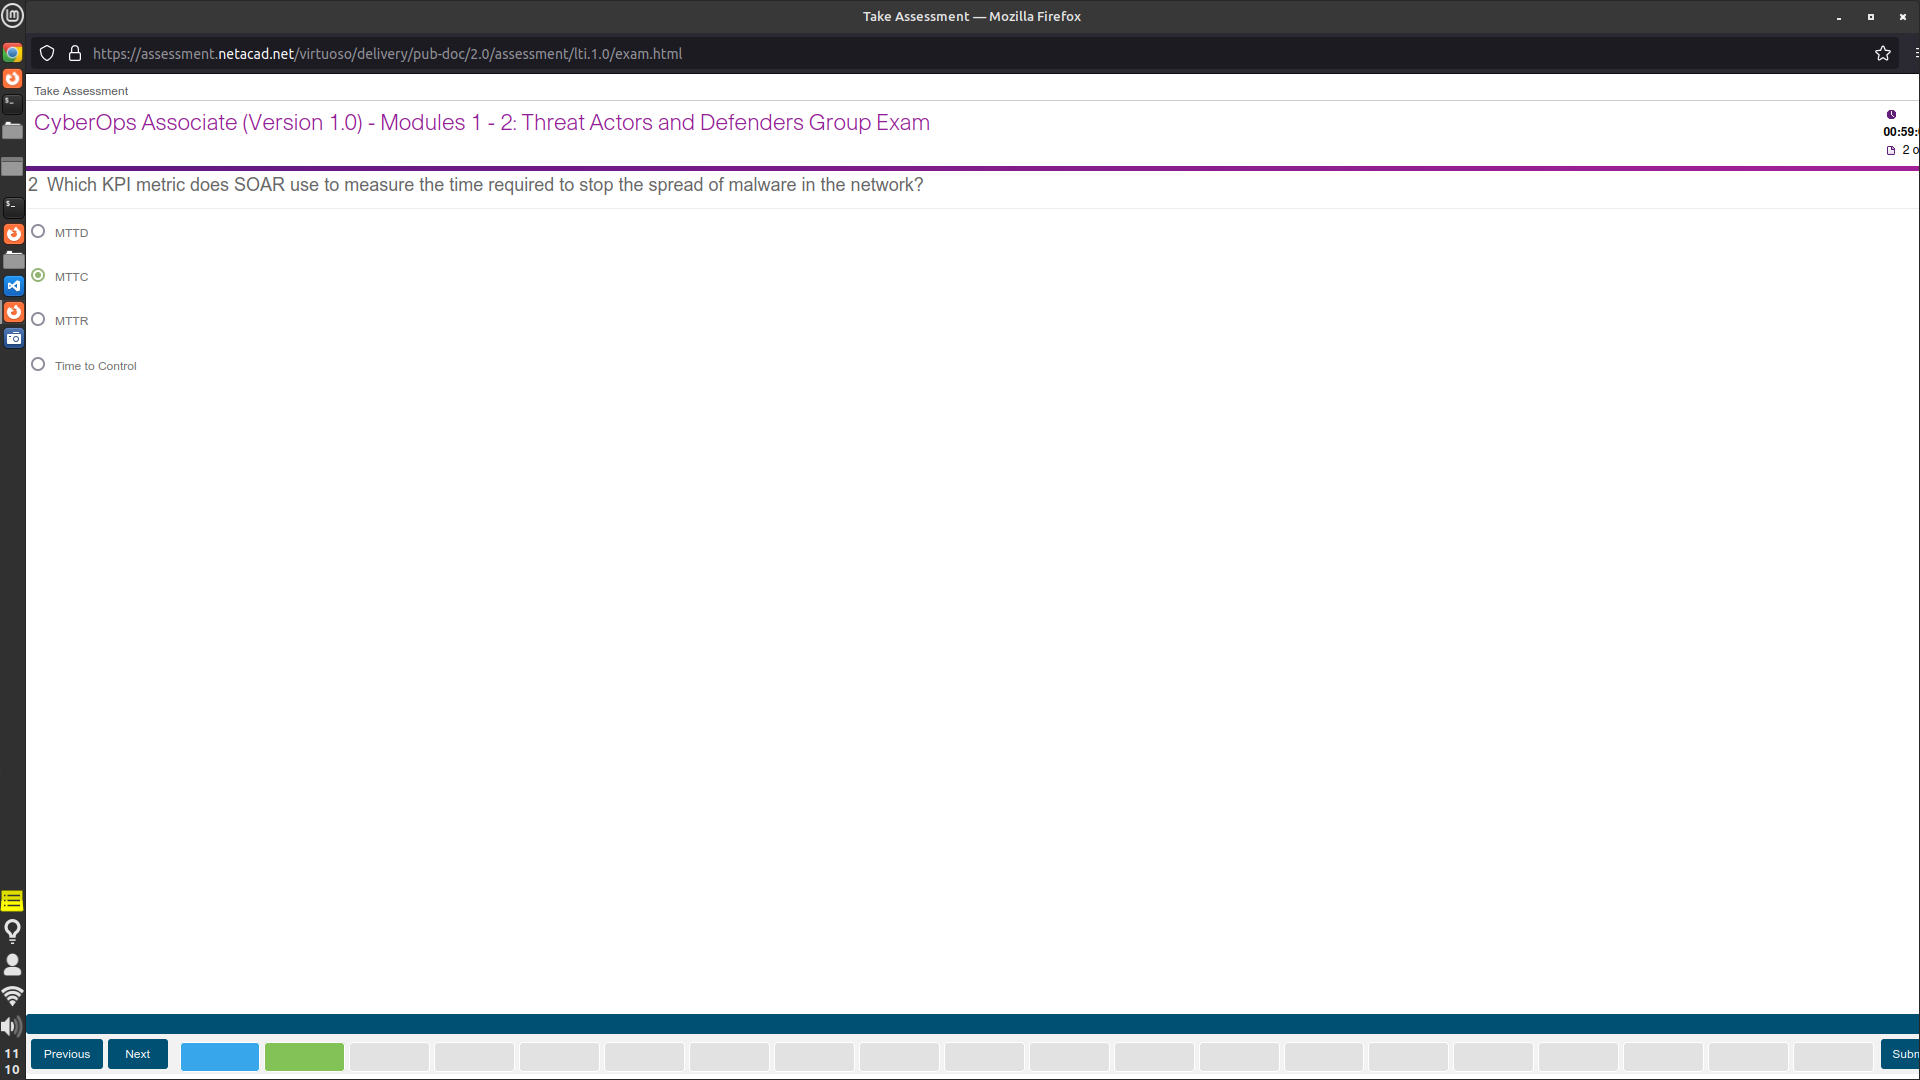 Take Assessment — Mozilla Firefox
https://assessment.netacad.net/virtuoso/delivery/pub-doc/2.0/assessment/lti.1.0/exam.html
Take Assessment
CyberOps Associate (Version 1.0) - Modules 1 - 2: Threat Actors and Defenders Group Exam
00:59:
2 o
2 Which KPI metric does SOAR use to measure the time required to stop the spread of malware in the network?
MTTD
MTTC
MTTR
Time to Control
Previous
Next
Subm
11
10